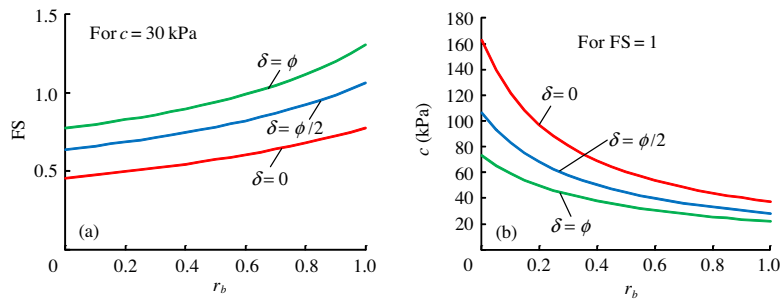 1.5
For c = 30 kPa
δ = ϕ
1.0
FS
δ = ϕ/2
0.5
δ = 0
(a)
0
0.2
0.4
0.6
0.8
1.0
r_b
180
160
For FS = 1
140
120
δ = 0
c (kPa)
100
80
δ = ϕ/2
60
40
δ = ϕ
20
(b)
0
0.2
0.4
0.6
0.8
1.0
r_b